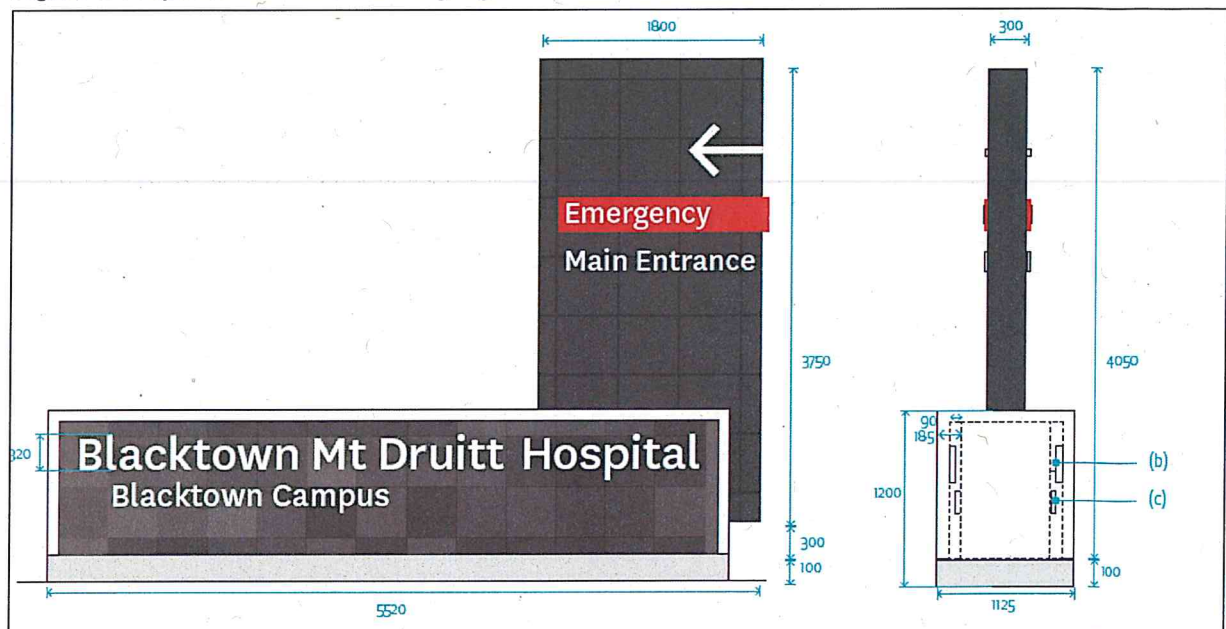 1800
300
Emergency
Main Entrance
3750
4050
Blacktown Mt Druitt Hospital
Blacktown Campus
90
185
(b)
(c)
1200
300
100
100
5520
1125